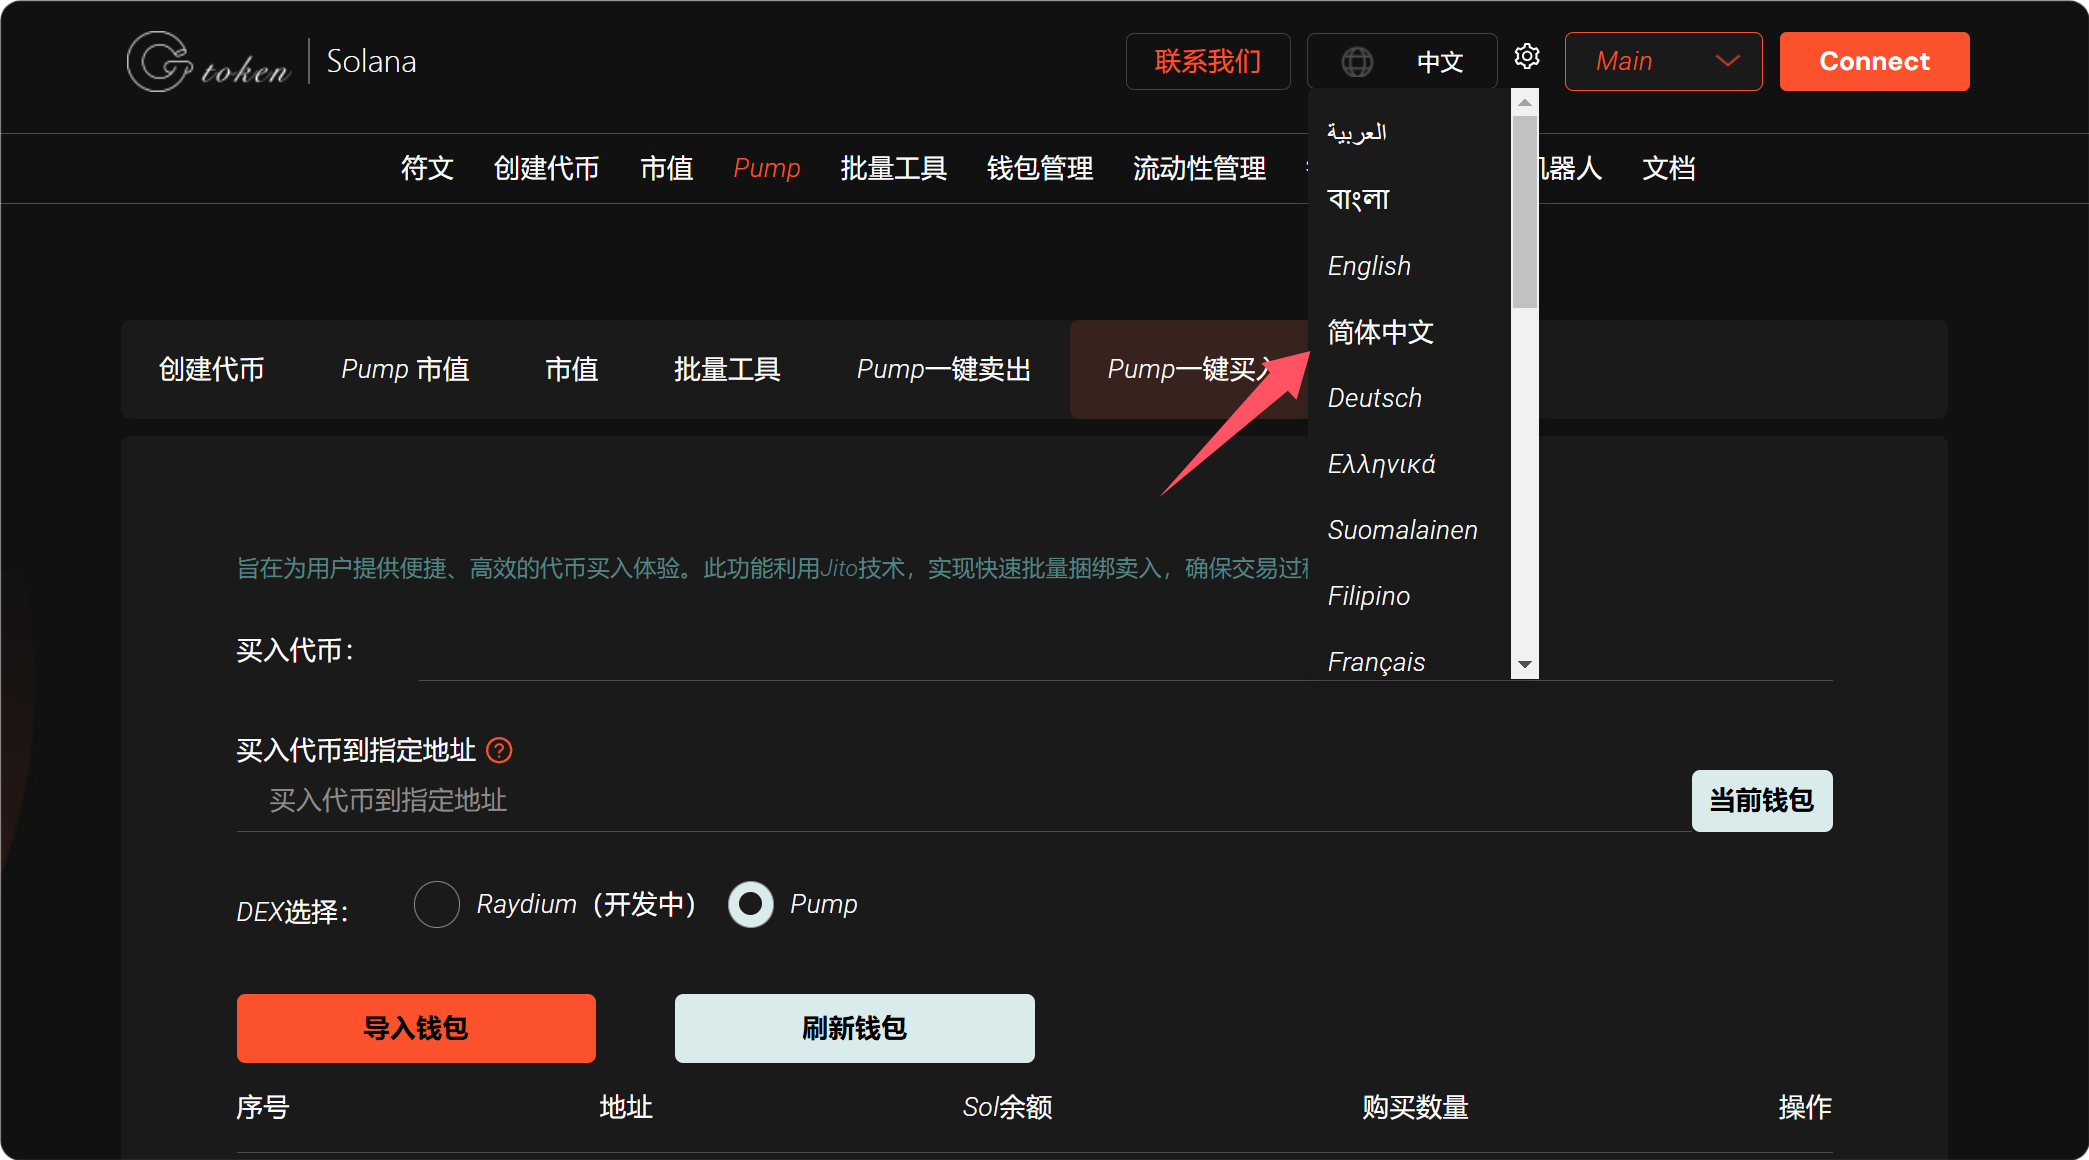 Gtoken | Solana
联系我们
中文
Main
Connect
符文
创建代币
市值
Pump
批量工具
钱包管理
流动性管理
器人
文档
العربية
বাংলা
English
简体中文
Deutsch
Ελληνικά
Suomalainen
Filipino
Français
创建代币
Pump 市值
市值
批量工具
Pump一键卖出
Pump一键买入
旨在为用户提供便捷、高效的代币买入体验。此功能利用Jito技术，实现快速批量捆绑卖入，确保交易过
买入代币：
买入代币到指定地址 ?
买入代币到指定地址
当前钱包
DEX选择：
Raydium（开发中）
Pump
导入钱包
刷新钱包
序号
地址
Sol余额
购买数量
操作